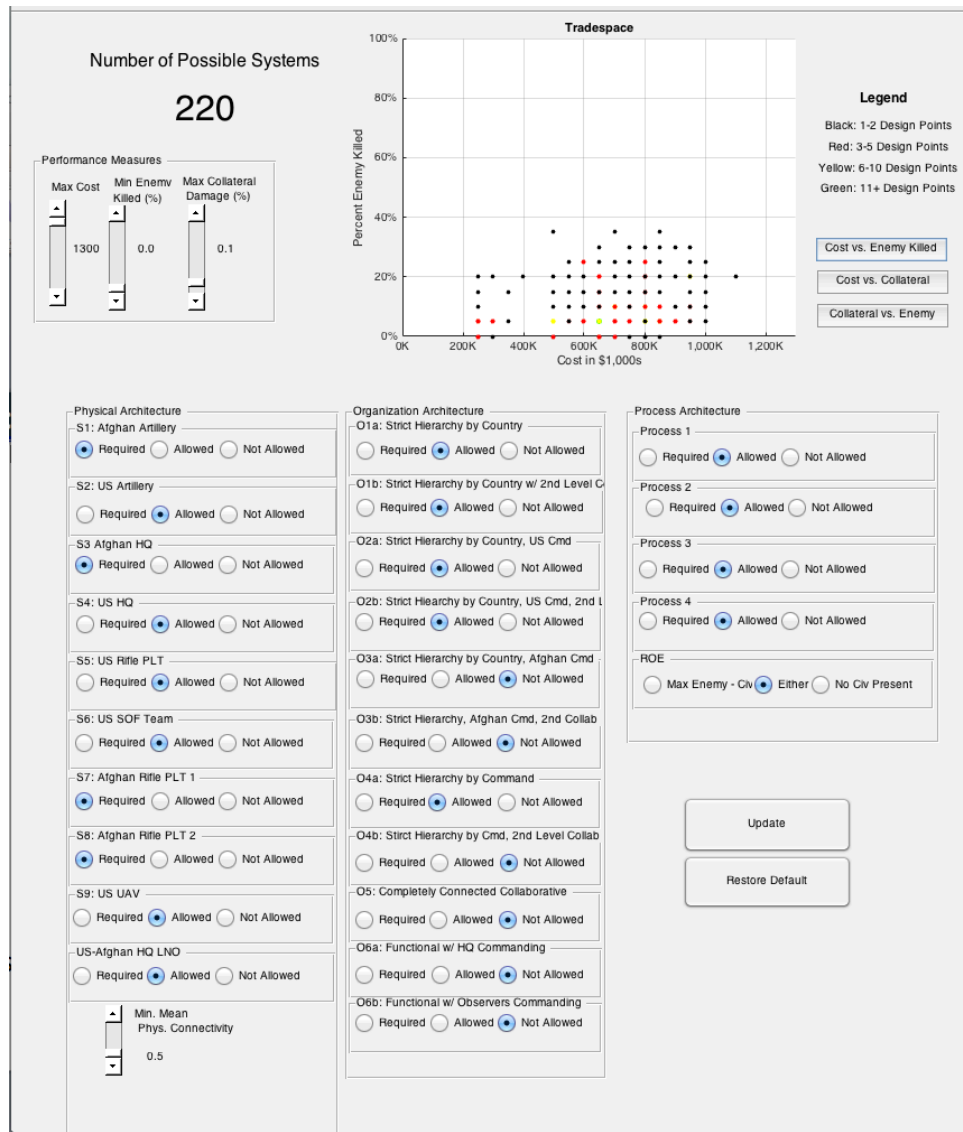 Number of Possible Systems
220
Performance Measures
Max Cost
Min Enemy Killed (%)
Max Collateral Damage (%)
1300
0.0
0.1
Tradespace
Percent Enemy Killed
100%
80%
60%
40%
20%
0%
0K 200K 400K 600K 800K 1,000K 1,200K
Cost in $1,000s
Legend
Black: 1-2 Design Points
Red: 3-5 Design Points
Yellow: 6-10 Design Points
Green: 11+ Design Points
Cost vs. Enemy Killed
Cost vs. Collateral
Collateral vs. Enemy
Physical Architecture
S1: Afghan Artillery
Required Allowed Not Allowed
S2: US Artillery
Required Allowed Not Allowed
S3 Afghan HQ
Required Allowed Not Allowed
S4: US HQ
Required Allowed Not Allowed
S5: US Rifle PLT
Required Allowed Not Allowed
S6: US SOF Team
Required Allowed Not Allowed
S7: Afghan Rifle PLT 1
Required Allowed Not Allowed
S8: Afghan Rifle PLT 2
Required Allowed Not Allowed
S9: US UAV
Required Allowed Not Allowed
US-Afghan HQ LNO
Required Allowed Not Allowed
Min. Mean
Phys. Connectivity
0.5
Organization Architecture
O1a: Strict Hierarchy by Country
Required Allowed Not Allowed
O1b: Strict Hierarchy by Country w/ 2nd Level C
Required Allowed Not Allowed
O2a: Strict Hierarchy by Country, US Cmd
Required Allowed Not Allowed
O2b: Strict Hiearchy by Country, US Cmd, 2nd L
Required Allowed Not Allowed
O3a: Strict Hierarchy by Country, Afghan Cmd
Required Allowed Not Allowed
O3b: Strict Hierarchy, Afghan Cmd, 2nd Collab
Required Allowed Not Allowed
O4a: Strict Hierarchy by Command
Required Allowed Not Allowed
O4b: Stirct Hierarchy by Cmd, 2nd Level Collab
Required Allowed Not Allowed
O5: Completely Connected Collaborative
Required Allowed Not Allowed
O6a: Functional w/ HQ Commanding
Required Allowed Not Allowed
O6b: Functional w/ Observers Commanding
Required Allowed Not Allowed
Process Architecture
Process 1
Required Allowed Not Allowed
Process 2
Required Allowed Not Allowed
Process 3
Required Allowed Not Allowed
Process 4
Required Allowed Not Allowed
ROE
Max Enemy - Civ Either No Civ Present
Update
Restore Default